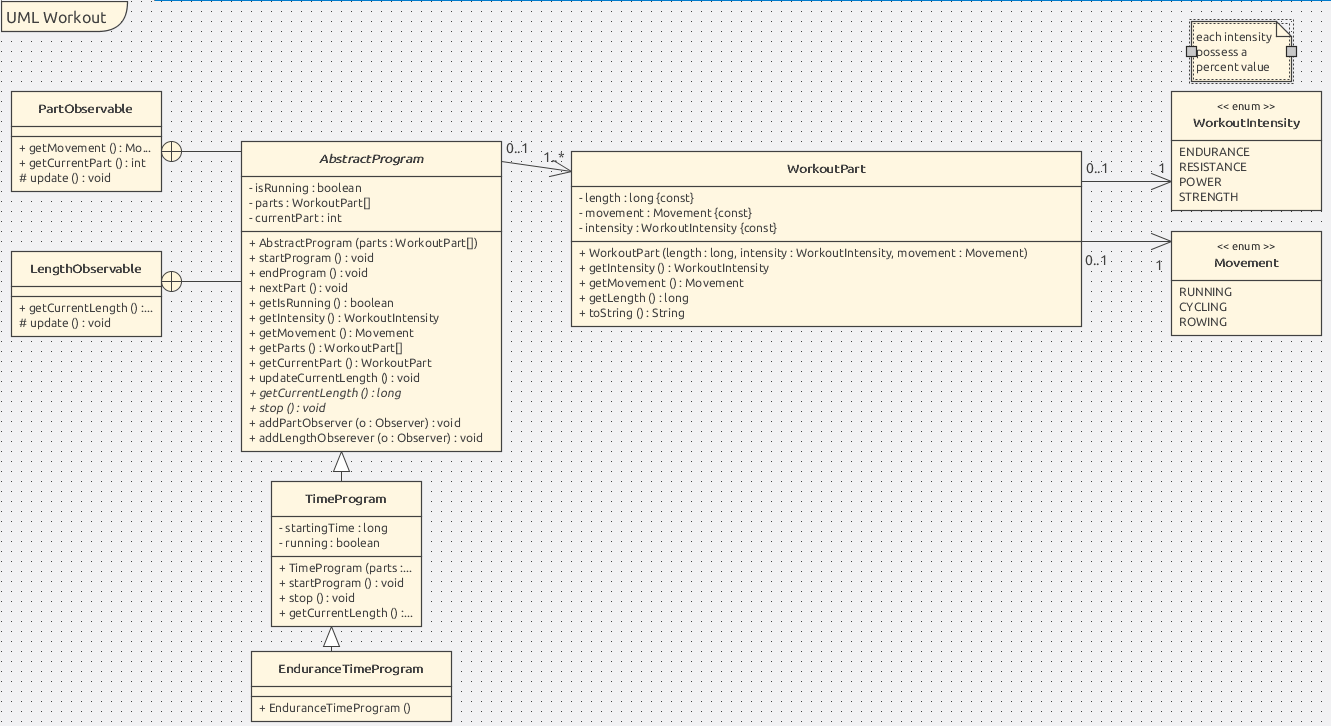 UML Workout
each intensity
possess a
percent value
PartObservable
+ getMovement () : Mo...
+ getCurrentPart () : int
# update () : void
LengthObservable
+ getCurrentLength () :...
# update () : void
AbstractProgram
- isRunning : boolean
- parts : WorkoutPart[]
- currentPart : int
+ AbstractProgram (parts : WorkoutPart[])
+ startProgram () : void
+ endProgram () : void
+ nextPart () : void
+ getIsRunning () : boolean
+ getIntensity () : WorkoutIntensity
+ getMovement () : Movement
+ getParts () : WorkoutPart[]
+ getCurrentPart () : WorkoutPart
+ updateCurrentLength () : void
+ getCurrentLength () : long
+ stop () : void
+ addPartObserver (o : Observer) : void
+ addLengthObserever (o : Observer) : void
0..1
1..*
WorkoutPart
- length : long {const}
- movement : Movement {const}
- intensity : WorkoutIntensity {const}
+ WorkoutPart (length : long, intensity : WorkoutIntensity, movement : Movement)
+ getIntensity () : WorkoutIntensity
+ getMovement () : Movement
+ getLength () : long
+ toString () : String
0..1
1
0..1
1
<< enum >>
WorkoutIntensity
ENDURANCE
RESISTANCE
POWER
STRENGTH
<< enum >>
Movement
RUNNING
CYCLING
ROWING
TimeProgram
- startingTime : long
- running : boolean
+ TimeProgram (parts :...
+ startProgram () : void
+ stop () : void
+ getCurrentLength () :...
EnduranceTimeProgram
+ EnduranceTimeProgram ()